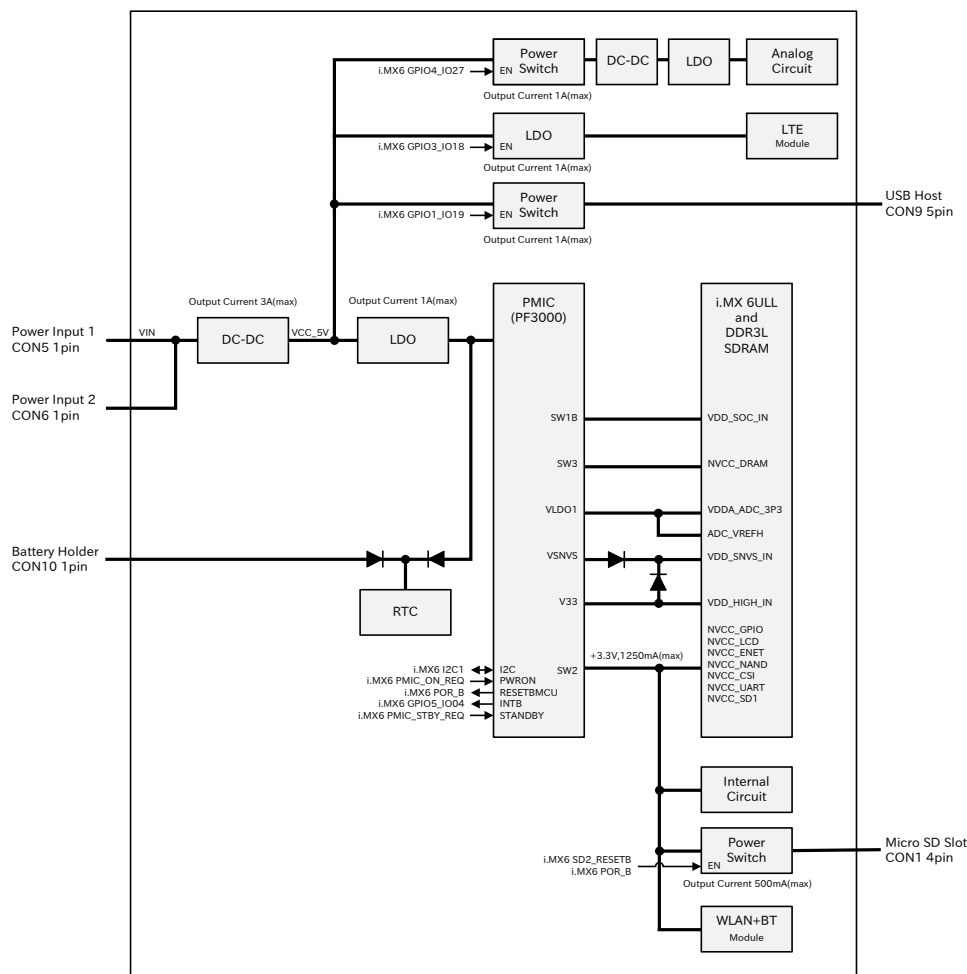 Power
Switch
DC-DC
LDO
Analog
Circuit
i.MX6 GPIO4_IO27
EN
Output Current 1A(max)
LDO
LTE
Module
i.MX6 GPIO3_IO18
EN
Output Current 1A(max)
Power
Switch
USB Host
CON9 5pin
i.MX6 GPIO1_IO19
EN
Output Current 1A(max)
Output Current 3A(max)
Output Current 1A(max)
PMIC
(PF3000)
i.MX 6ULL
and
DDR3L
SDRAM
Power Input 1
CON5 1pin
VIN
DC-DC
VCC_5V
LDO
Power Input 2
CON6 1pin
SW1B
VDD_SOC_IN
SW3
NVCC_DRAM
VLDO1
VDDA_ADC_3P3
ADC_VREFH
Battery Holder
CON10 1pin
VSNVS
VDD_SNVS_IN
RTC
V33
VDD_HIGH_IN
NVCC_GPIO
NVCC_LCD
NVCC_ENET
NVCC_NAND
NVCC_CSI
NVCC_UART
NVCC_SD1
+3.3V,1250mA(max)
SW2
i.MX6 I2C1
I2C
i.MX6 PMIC_ON_REQ
PWRON
i.MX6 POR_B
RESETBMCU
i.MX6 GPIO5_IO04
INTB
i.MX6 PMIC_STBY_REQ
STANDBY
Internal
Circuit
Power
Switch
Micro SD Slot
CON1 4pin
i.MX6 SD2_RESETB
i.MX6 POR_B
EN
Output Current 500mA(max)
WLAN+BT
Module